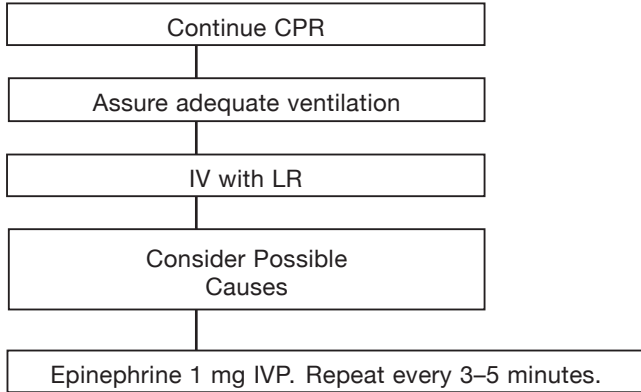 Continue CPR
Assure adequate ventilation
IV with LR
Consider Possible
Causes
Epinephrine 1 mg IVP. Repeat every 3–5 minutes.